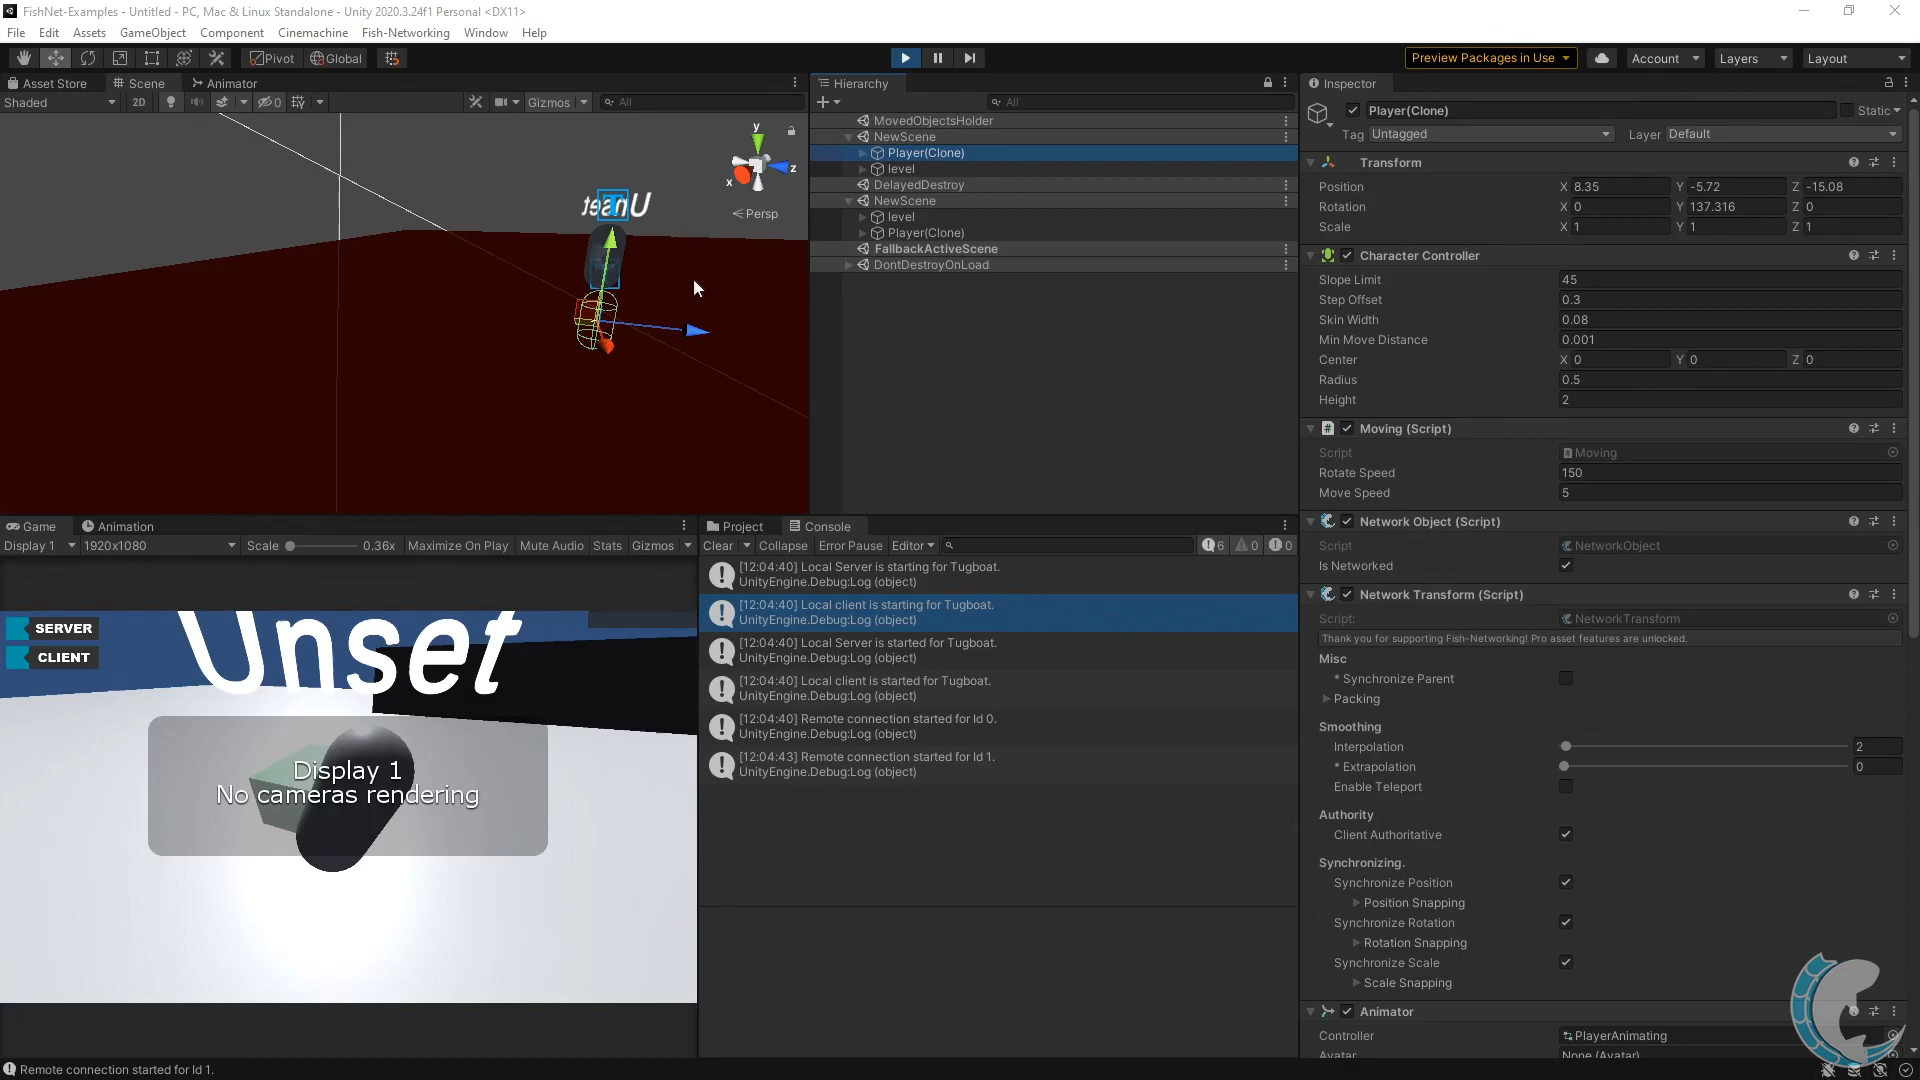 FishNet-Examples - Untitled - PC, Mac & Linux Standalone - Unity 2020.3.24f1 Personal <DX11>
File Edit Assets GameObject Component Cinemachine Fish-Networking Window Help
Pivot Global Preview Packages in Use Account Layers Layout
Asset Store Scene Animator
Shaded 2D 0 Gizmos All
y
z
x
Persp
Unset
Hierarchy
All
MovedObjectsHolder
NewScene
Player(Clone)
level
DelayedDestroy
NewScene
level
Player(Clone)
FallbackActiveScene
DontDestroyOnLoad
Game Animation
Display 1 1920x1080 Scale 0.36x Maximize On Play Mute Audio Stats Gizmos
SERVER
CLIENT
Unset
Display 1
No cameras rendering
Project Console
Clear Collapse Error Pause Editor 6 0 0
[12:04:40] Local Server is starting for Tugboat.
UnityEngine.Debug:Log (object)
[12:04:40] Local client is starting for Tugboat.
UnityEngine.Debug:Log (object)
[12:04:40] Local Server is started for Tugboat.
UnityEngine.Debug:Log (object)
[12:04:40] Local client is started for Tugboat.
UnityEngine.Debug:Log (object)
[12:04:40] Remote connection started for Id 0.
UnityEngine.Debug:Log (object)
[12:04:43] Remote connection started for Id 1.
UnityEngine.Debug:Log (object)
Inspector
Player(Clone) Static
Tag Untagged Layer Default
Transform
Position X 8.35 Y -5.72 Z -15.08
Rotation X 0 Y 137.316 Z 0
Scale X 1 Y 1 Z 1
Character Controller
Slope Limit 45
Step Offset 0.3
Skin Width 0.08
Min Move Distance 0.001
Center X 0 Y 0 Z 0
Radius 0.5
Height 2
Moving (Script)
Script Moving
Rotate Speed 150
Move Speed 5
Network Object (Script)
Script NetworkObject
Is Networked
Network Transform (Script)
Script: NetworkTransform
Thank you for supporting Fish-Networking! Pro asset features are unlocked.
Misc
* Synchronize Parent
Packing
Smoothing
Interpolation 2
* Extrapolation 0
Enable Teleport
Authority
Client Authoritative
Synchronizing.
Synchronize Position
Position Snapping
Synchronize Rotation
Rotation Snapping
Synchronize Scale
Scale Snapping
Animator
Controller PlayerAnimating
Avatar None (Avatar)
Remote connection started for Id 1.